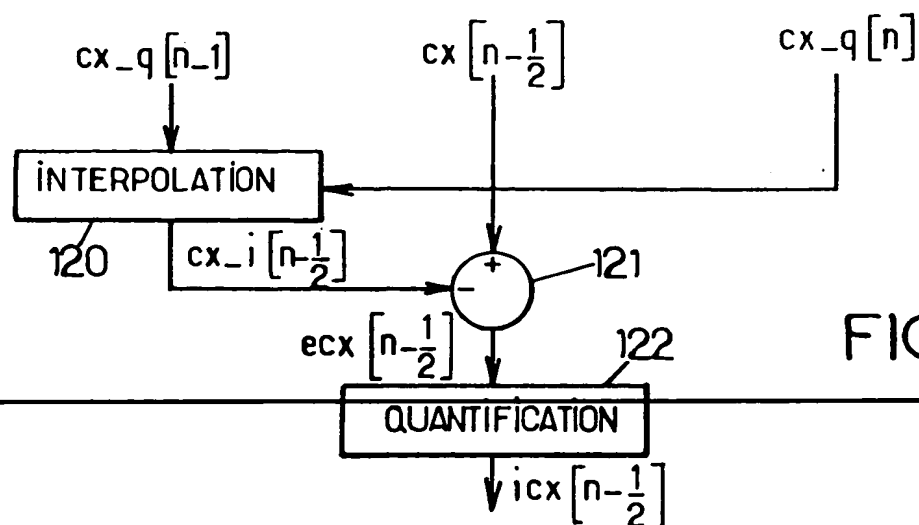 cx_q[n_1]
cx[n-1/2]
cx_q[n]
iNTERPOLATiON
120
cx_i[n-1/2]
+
-
121
ecx[n-1/2]
122
FIG
QUANTiFiCATiON
icx[n-1/2]